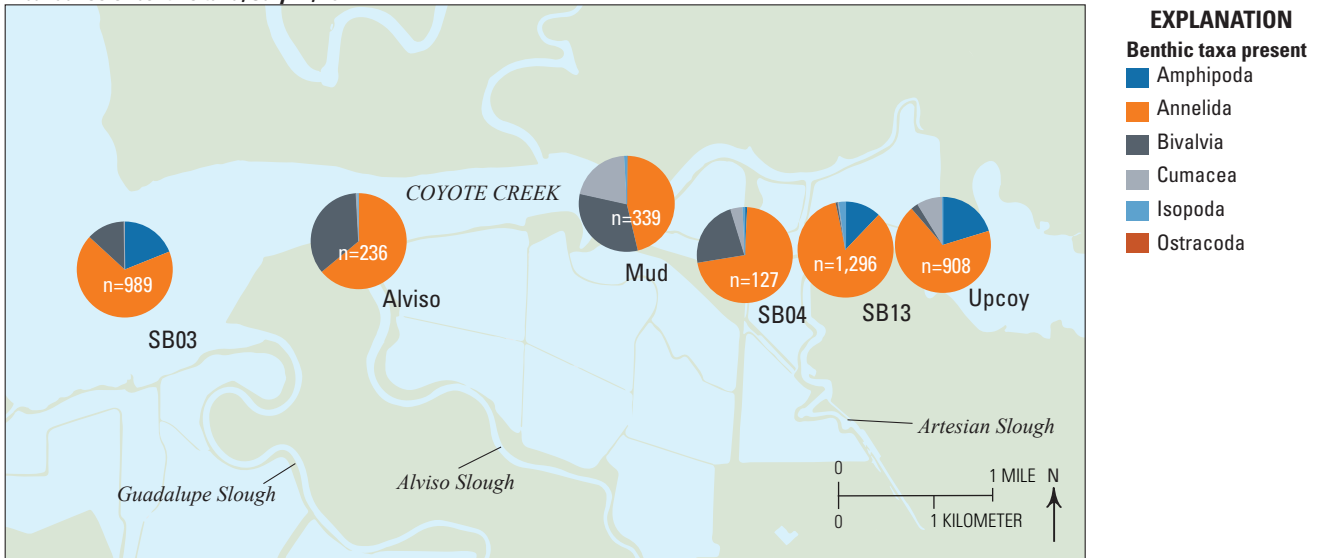 EXPLANATION
Benthic taxa present
Amphipoda
Annelida
Bivalvia
Cumacea
Isopoda
Ostracoda
COYOTE CREEK
n=989
SB03
n=236
Alviso
n=339
Mud
n=127
SB04
n=1,296
SB13
n=908
Upcoy
Guadalupe Slough
Alviso Slough
Artesian Slough
0
1 MILE
N
0
1 KILOMETER